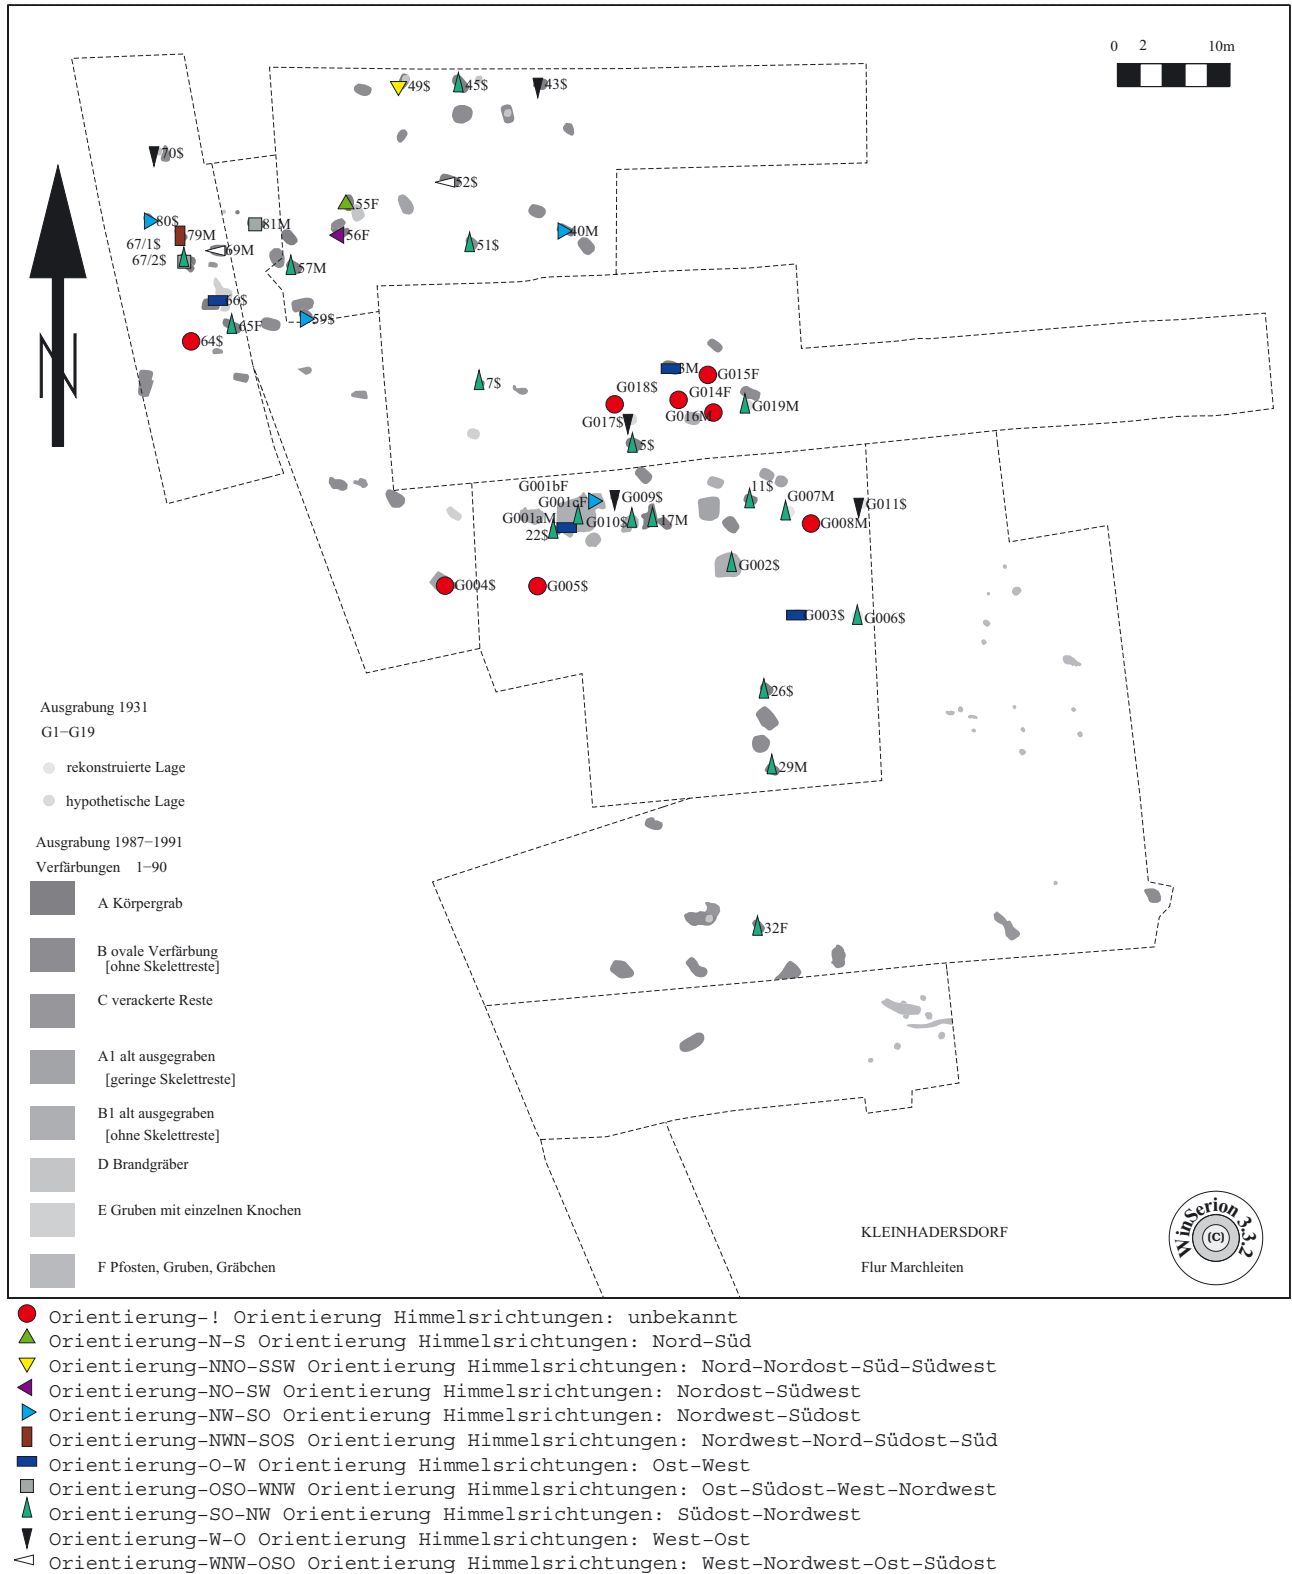 0 2 10m
49$
45$
43$
70$
52$
55F
80$
81M
79M
56F
40M
67/1$
69M
51$
67/2$
57M
66$
59$
65F
64$
N
3M
G015F
7$
G018$
G014F
G019M
G016M
G017$
5$
G001bF
11$
G001cF
G009$
G007M
G011$
G001aM
G010$
17M
G008M
22$
G002$
G004$
G005$
G003$
G006$
26$
29M
32F
Ausgrabung 1931
G1−G19
rekonstruierte Lage
hypothetische Lage
Ausgrabung 1987−1991
Verfärbungen 1−90
A Körpergrab
B ovale Verfärbung
[ohne Skelettreste]
C verackerte Reste
A1 alt ausgegraben
[geringe Skelettreste]
B1 alt ausgegraben
[ohne Skelettreste]
D Brandgräber
E Gruben mit einzelnen Knochen
F Pfosten, Gruben, Gräbchen
KLEINHADERSDORF
Flur Marchleiten
WinSerion 3.3.2
(C)
Orientierung-! Orientierung Himmelsrichtungen: unbekannt
Orientierung-N-S Orientierung Himmelsrichtungen: Nord-Süd
Orientierung-NNO-SSW Orientierung Himmelsrichtungen: Nord-Nordost-Süd-Südwest
Orientierung-NO-SW Orientierung Himmelsrichtungen: Nordost-Südwest
Orientierung-NW-SO Orientierung Himmelsrichtungen: Nordwest-Südost
Orientierung-NWN-SOS Orientierung Himmelsrichtungen: Nordwest-Nord-Südost-Süd
Orientierung-O-W Orientierung Himmelsrichtungen: Ost-West
Orientierung-OSO-WNW Orientierung Himmelsrichtungen: Ost-Südost-West-Nordwest
Orientierung-SO-NW Orientierung Himmelsrichtungen: Südost-Nordwest
Orientierung-W-O Orientierung Himmelsrichtungen: West-Ost
Orientierung-WNW-OSO Orientierung Himmelsrichtungen: West-Nordwest-Ost-Südost